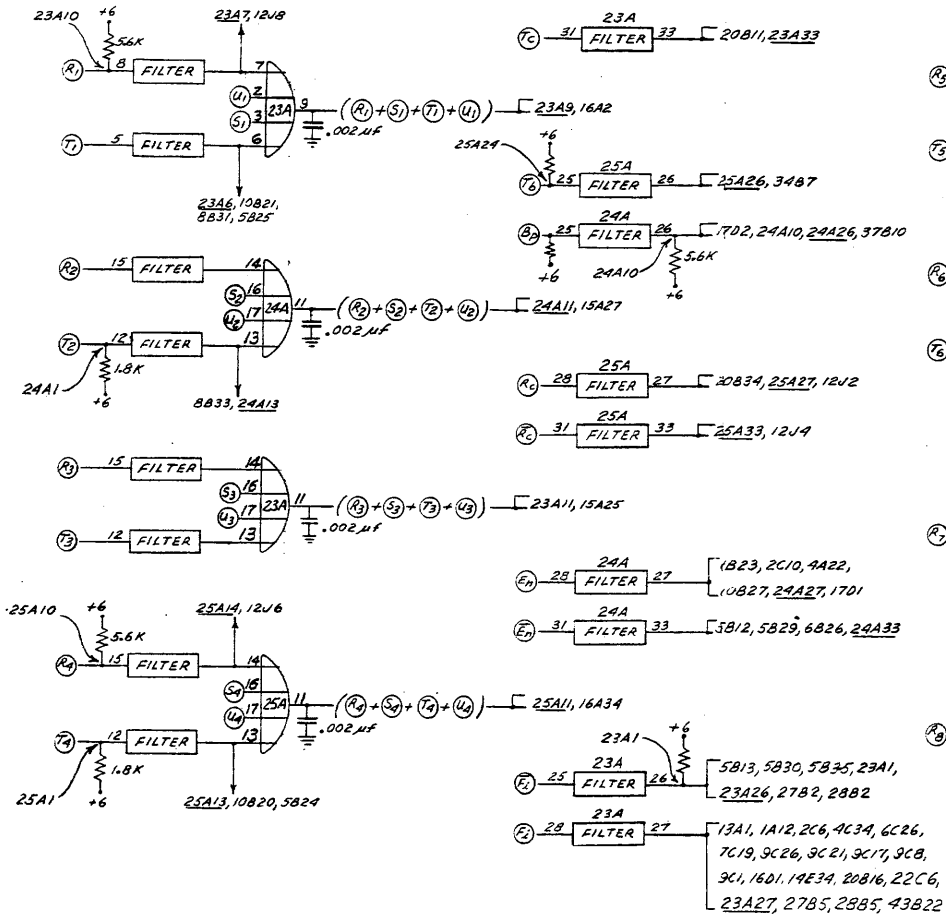 23A10
+6
5.6K
R1 8 FILTER 7
23A7, 12J8
U1 2
S1 3
23A
9
(R1+S1+T1+U1)
23A9, 16A2
.002 µf
T1 5 FILTER 6
23A6, 10B21,
8B31, 5B25
R2 15 FILTER 14
S2 16
U2 17
24A
11
(R2+S2+T2+U2)
24A11, 15A27
.002 µf
T2 12 FILTER 13
1.8K
24A1
+6
8B33, 24A13
R3 15 FILTER 14
S3 16
U3 17
23A
11
(R3+S3+T3+U3)
23A11, 15A25
.002 µf
T3 12 FILTER 13
25A10
+6
5.6K
R4 15 FILTER 14
25A14, 12J6
S4 16
U4 17
25A
11
(R4+S4+T4+U4)
25A11, 16A34
.002 µf
T4 12 FILTER 13
1.8K
25A1
+6
25A13, 10B20, 5B24
23A
Tc 31 FILTER 33
20B11, 23A33
25A24
+6
25A
T6 25 FILTER 26
25A26, 34B7
24A
Bp 25 FILTER 26
17D2, 24A10, 24A26, 37B10
+6
24A10
5.6K
+6
25A
Rc 28 FILTER 27
20B34, 25A27, 12J2
25A
Rc 31 FILTER 33
25A33, 12J4
24A
En 28 FILTER 27
1B23, 2C10, 4A22,
10B27, 24A27, 17D1
24A
En 31 FILTER 33
5B12, 5B29, 6B26, 24A33
23A1
+6
23A
Fi 25 FILTER 26
5B13, 5B30, 5B35, 23A1,
23A26, 27B2, 28B2
23A
Fi 28 FILTER 27
13A1, 1A12, 2C6, 4C34, 6C26,
7C19, 9C26, 9C21, 9C17, 9C8,
9C1, 16D1, 14E34, 20B16, 22C6,
23A27, 27B5, 28B5, 43B22
R5
T5
R6
T6
R7
R8